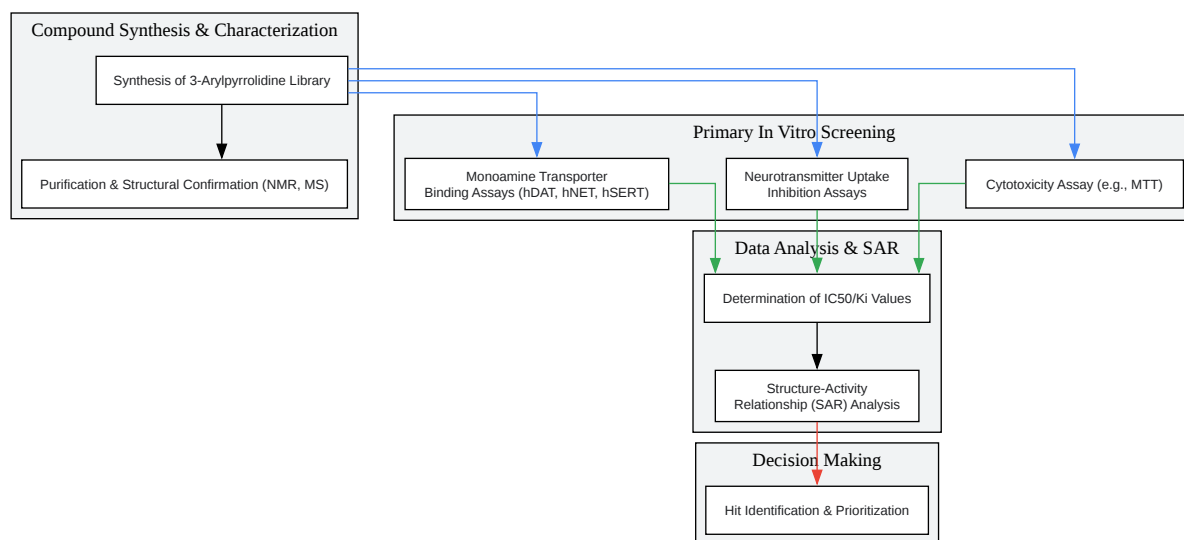 Compound Synthesis & Characterization
Synthesis of 3-Arylpyrrolidine Library
Purification & Structural Confirmation (NMR, MS)
Primary In Vitro Screening
Monoamine Transporter
Binding Assays (hDAT, hNET, hSERT)
Neurotransmitter Uptake
Inhibition Assays
Cytotoxicity Assay (e.g., MTT)
Data Analysis & SAR
Determination of IC50/Ki Values
Structure-Activity
Relationship (SAR) Analysis
Decision Making
Hit Identification & Prioritization